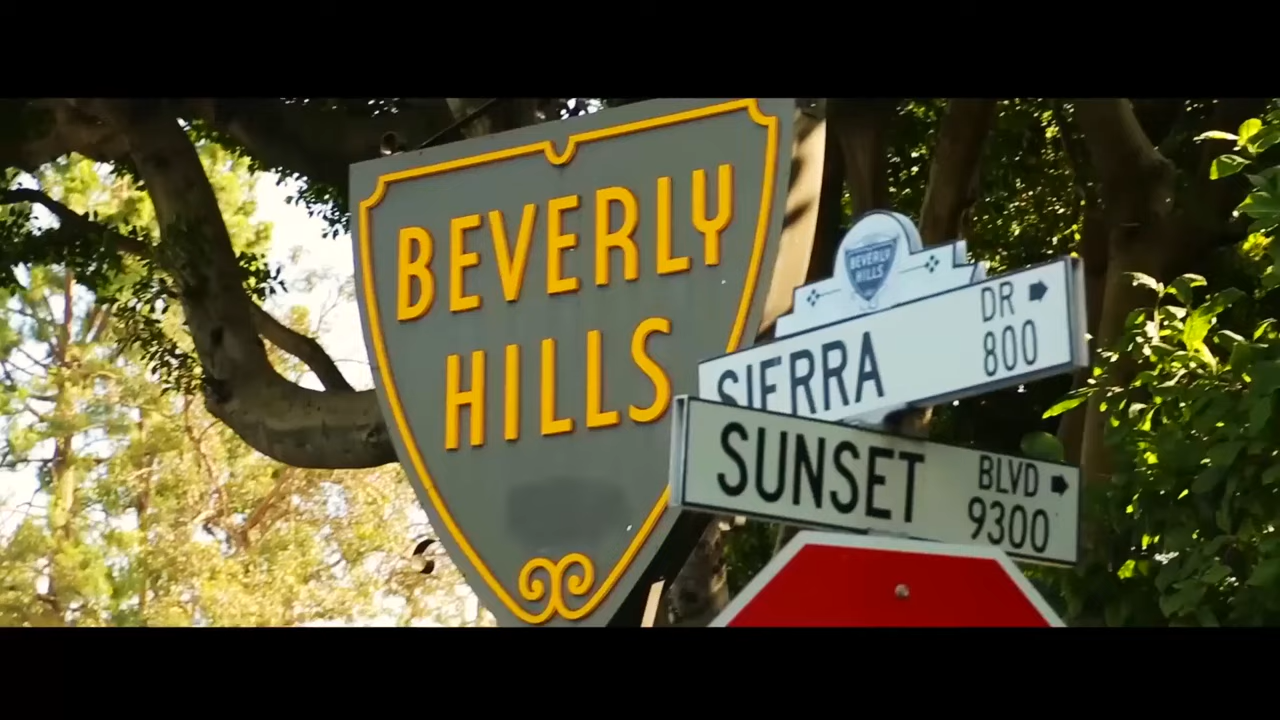 BEVERLY
HILLS
BEVERLY
HILLS
SIERRA DR
800
SUNSET BLVD
9300